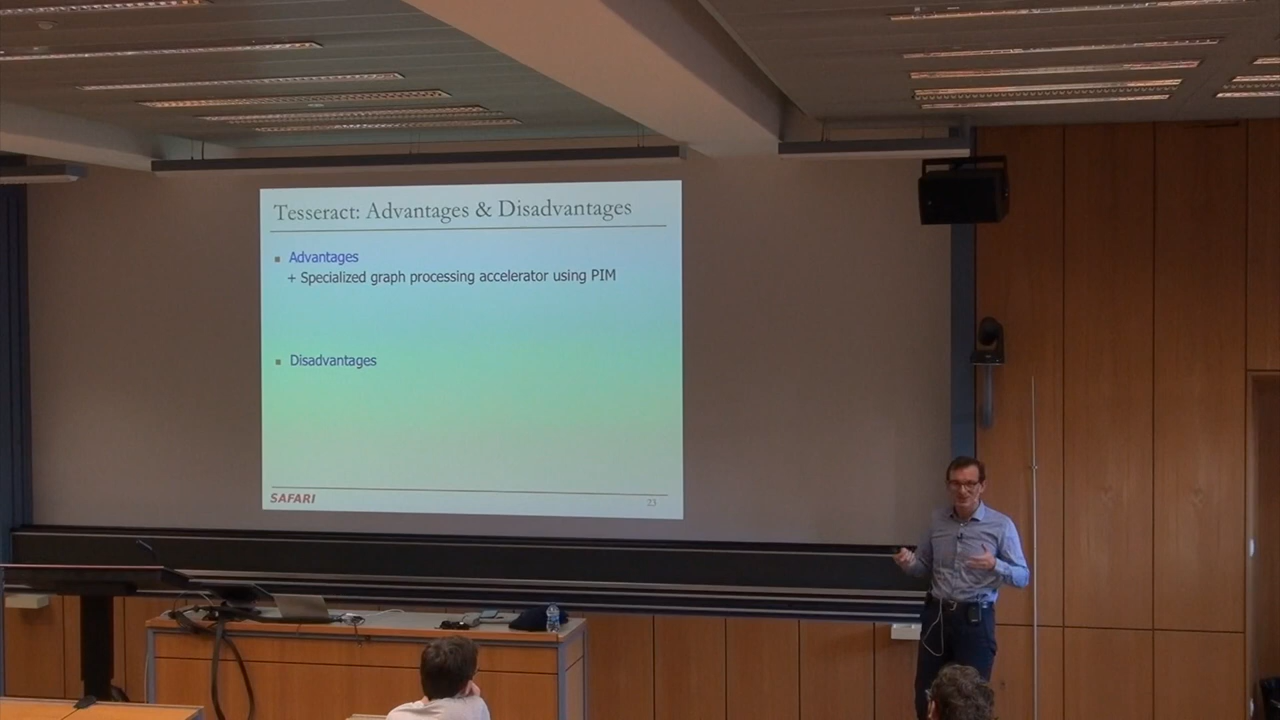 Tesseract: Advantages & Disadvantages
▪ Advantages
+ Specialized graph processing accelerator using PIM
▪ Disadvantages
SAFARI
23